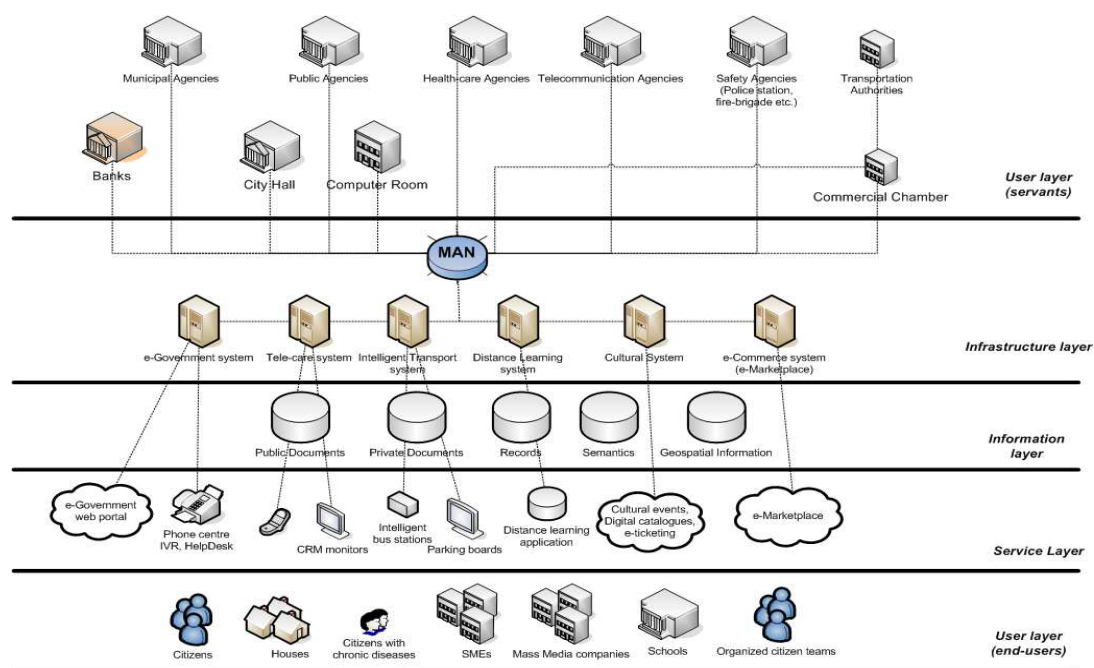 Municipal Agencies
Public Agencies
Health-care Agencies
Telecommunication Agencies
Safety Agencies
(Police station,
fire-brigade etc.)
Transportation
Authorities
Banks
City Hall
Computer Room
Commercial Chamber
User layer
(servants)
MAN
e-Government system
Tele-care system
Intelligent Transport
system
Distance Learning
system
Cultural System
e-Commerce system
(e-Marketplace)
Infrastructure layer
Public Documents
Private Documents
Records
Semantics
Geospatial Information
Information
layer
e-Government
web portal
Phone centre
IVR, HelpDesk
CRM monitors
Intelligent
bus stations
Parking boards
Distance learning
application
Cultural events,
Digital catalogues,
e-ticketing
e-Marketplace
Service Layer
Citizens
Houses
Citizens with
chronic diseases
SMEs
Mass Media companies
Schools
Organized citizen teams
User layer
(end-users)